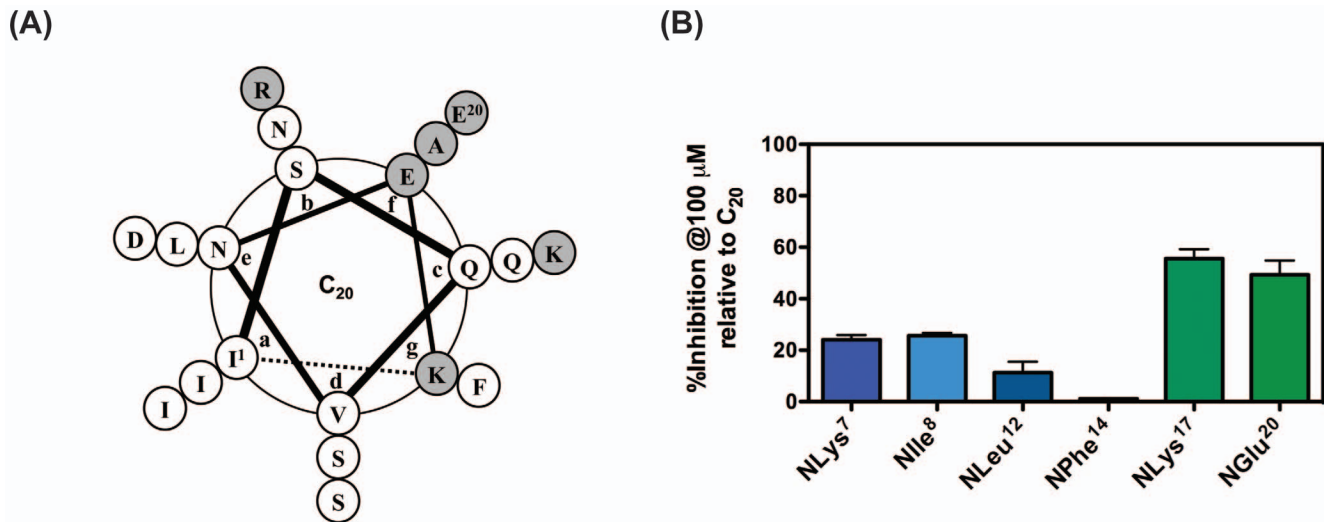 (A)
(B)
R
N
S
b
E²⁰
A
E
f
D
L
N
e
C₂₀
c
Q
Q
K
I¹
a
I
I
d
V
S
S
g
K
F
%Inhibition @100 µM
relative to C₂₀
100
80
60
40
20
0
NLys⁷
NIle⁸
NLeu¹²
NPhe¹⁴
NLys¹⁷
NGlu²⁰